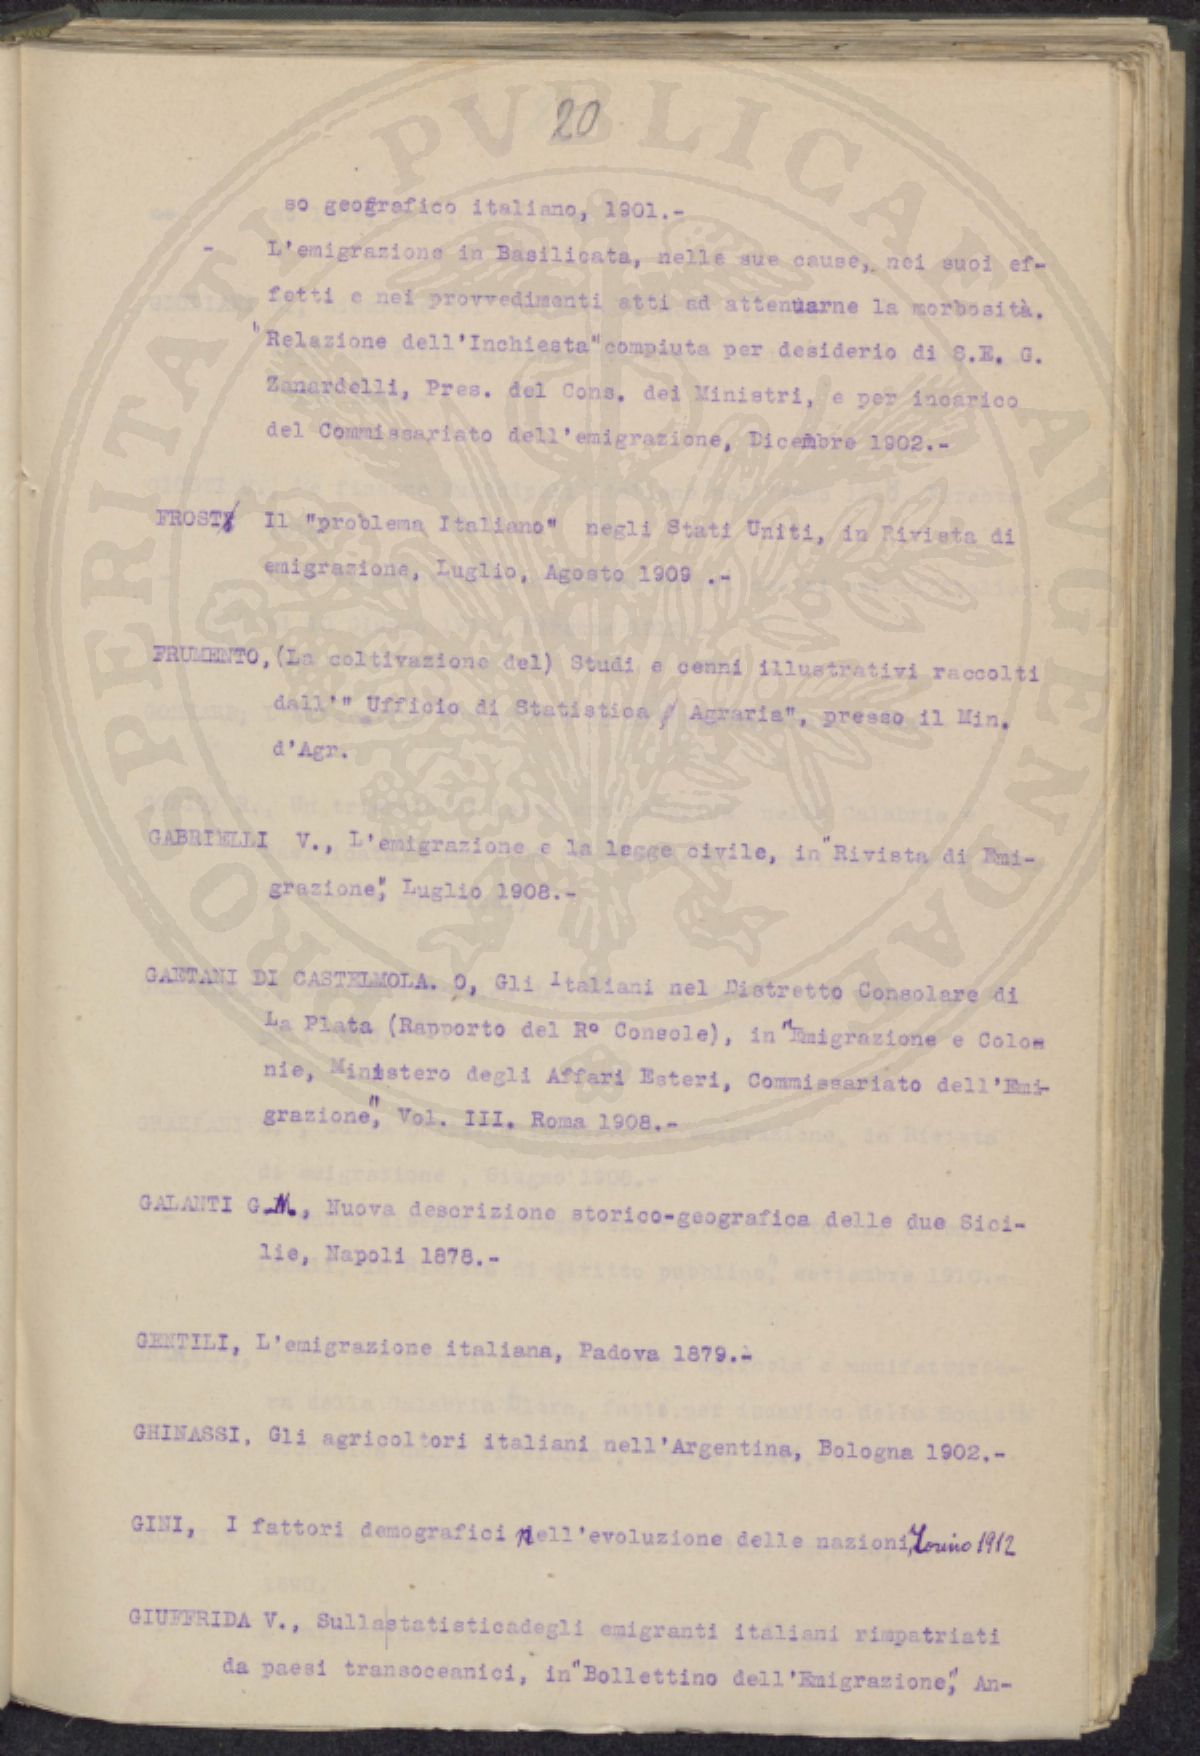 PROSPERITATI PVBLICAE AVGENDAE
20
so geografico italiano, 1901.-
- L'emigrazione in Basilicata, nelle sue cause, nei suoi ef-
fetti e nei provvedimenti atti ad attenuarne la morbosità.
"Relazione dell'Inchiesta" compiuta per desiderio di S.E. G.
Zanardelli, Pres. del Cons. dei Ministri, e per incarico
del Commissariato dell'emigrazione, Dicembre 1902.-
FROST, Il "problema Italiano" negli Stati Uniti, in Rivista di
emigrazione, Luglio, Agosto 1909 .-
FRUMENTO, (La coltivazione del) Studi e cenni illustrativi raccolti
dall'" Ufficio di Statistica Agraria", presso il Min.
d'Agr.
GABRIELLI V., L'emigrazione e la legge civile, in "Rivista di Emi-
grazione", Luglio 1908.-
GAETANI DI CASTELMOLA. O, Gli Italiani nel Distretto Consolare di
La Plata (Rapporto del Rº Console), in "Emigrazione e Colo-
nie, Ministero degli Affari Esteri, Commissariato dell'Emi-
grazione", Vol. III. Roma 1908.-
GALANTI G.M., Nuova descrizione storico-geografica delle due Sici-
lie, Napoli 1878.-
GENTILI, L'emigrazione italiana, Padova 1879.-
GHINASSI, Gli agricoltori italiani nell'Argentina, Bologna 1902.-
GINI, I fattori demografici nell'evoluzione delle nazioni, Torino 1912
GIUFFRIDA V., Sulla|statisticadegli emigranti italiani rimpatriati
da paesi transoceanici, in "Bollettino dell'Emigrazione", An-